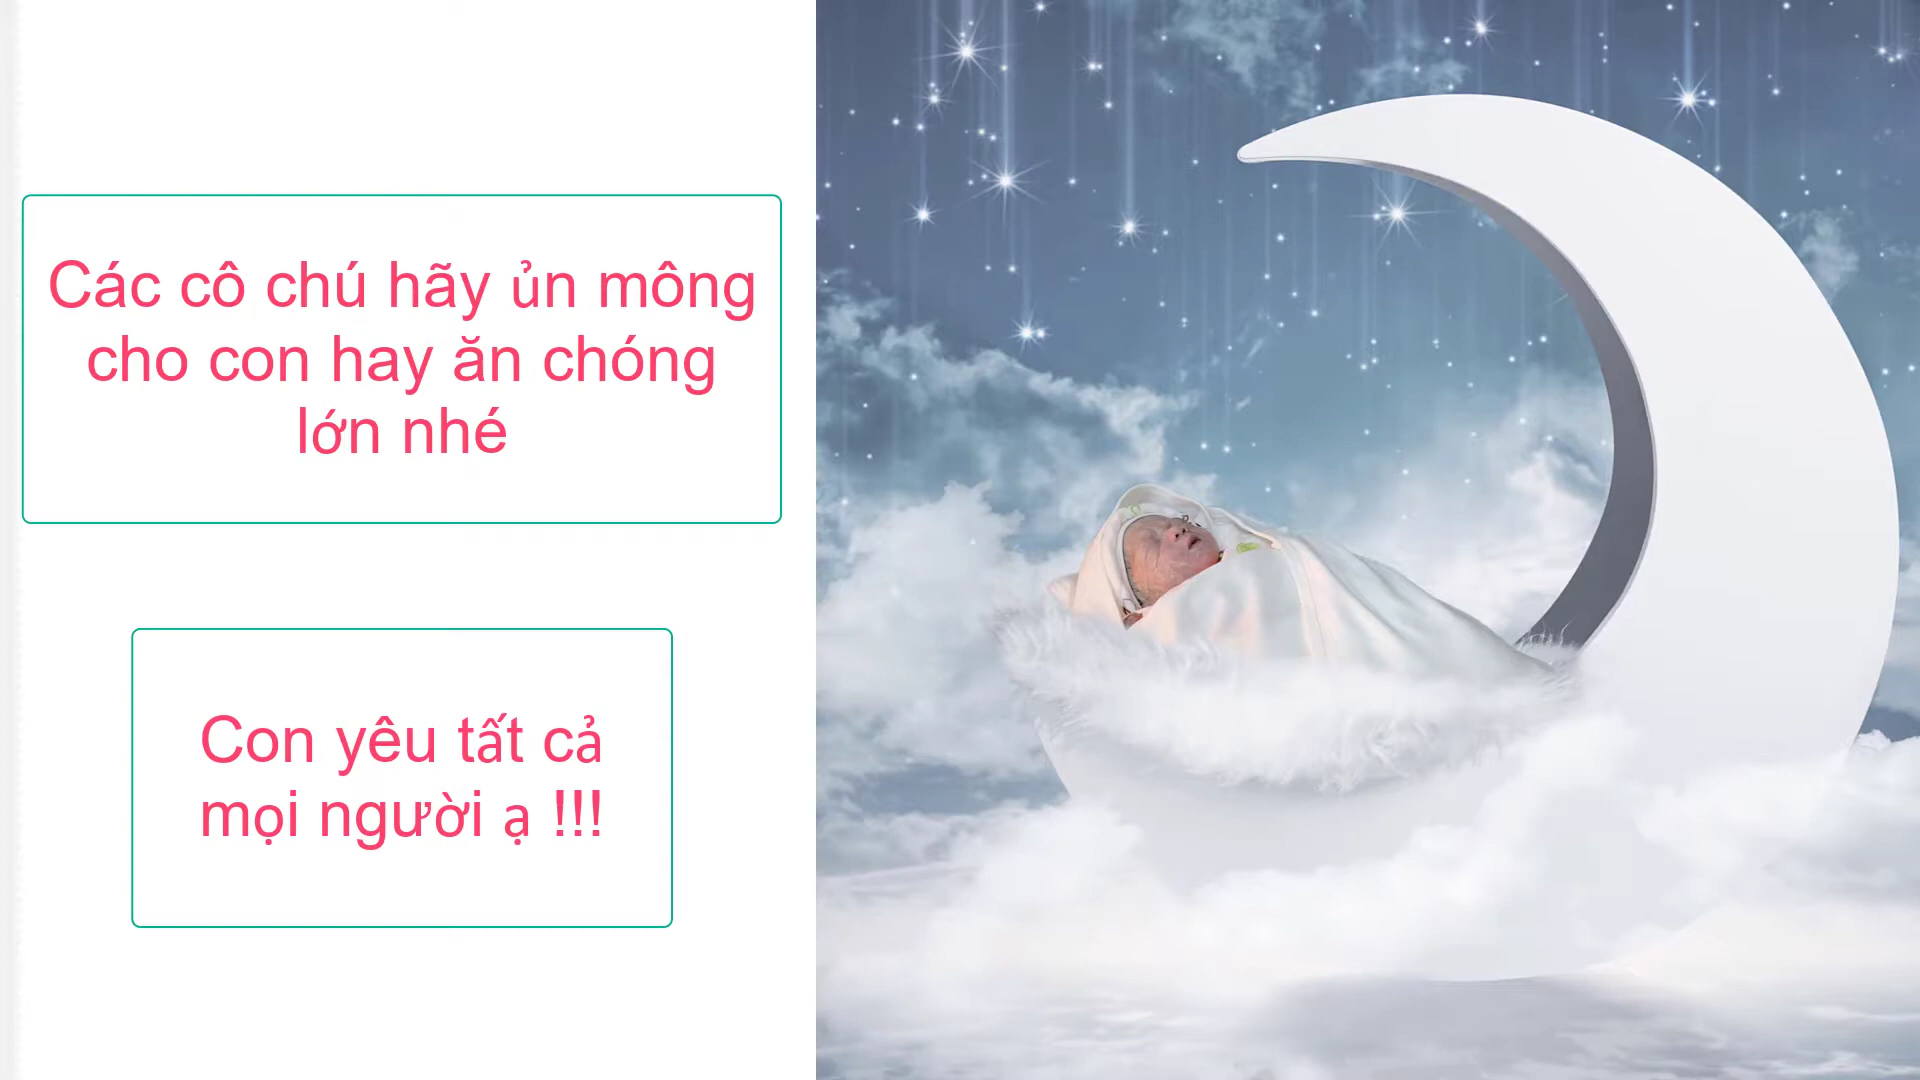 Các cô chú hãy ủn mông
cho con hay ăn chóng
lớn nhé
Con yêu tất cả
mọi người ạ !!!